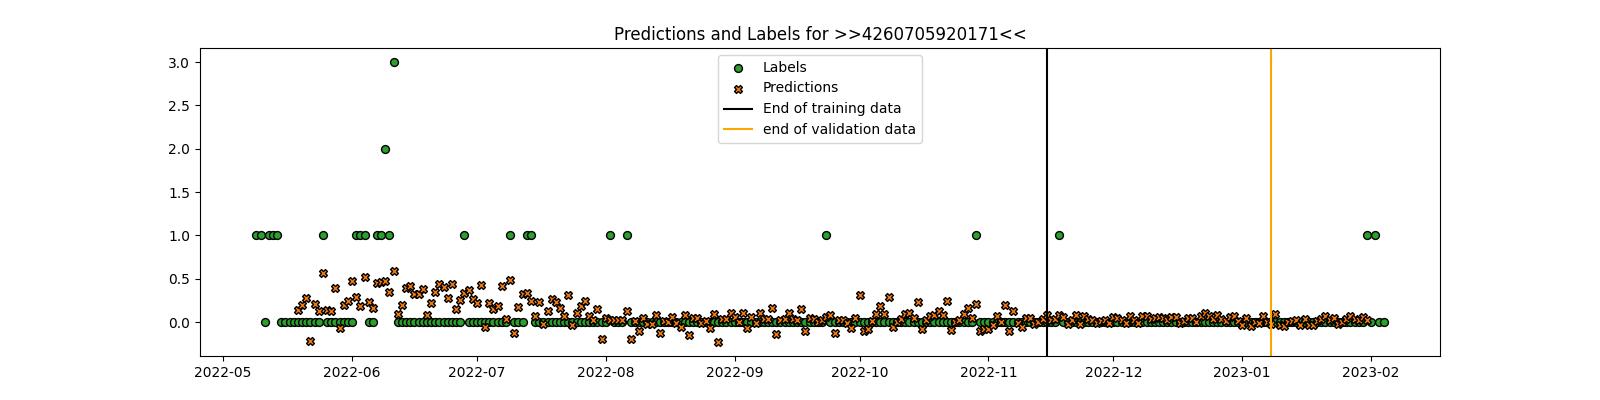 Predictions and Labels for >>4260705920171<<
3.0
2.5
2.0
1.5
1.0
0.5
0.0
Labels
Predictions
End of training data
end of validation data
2022-05 2022-06 2022-07 2022-08 2022-09 2022-10 2022-11 2022-12 2023-01 2023-02